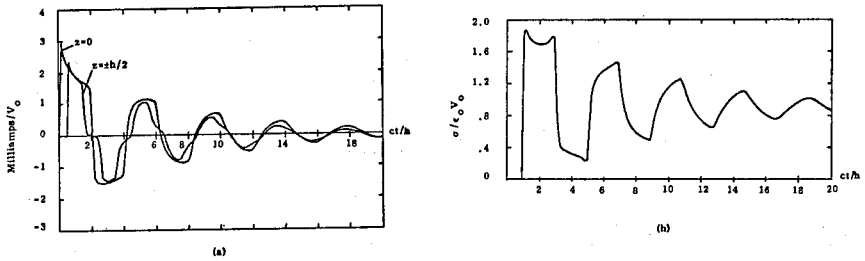 4
3
2
1
0
-1
-2
-3
Milliamps/V₀
z=0
z=±h/2
2 6 10 14 18
ct/h
(a)
2.0
1.6
1.2
.8
.4
0
σ/ε₀V₀
2 4 6 8 10 12 14 16 18 20
ct/h
(h)